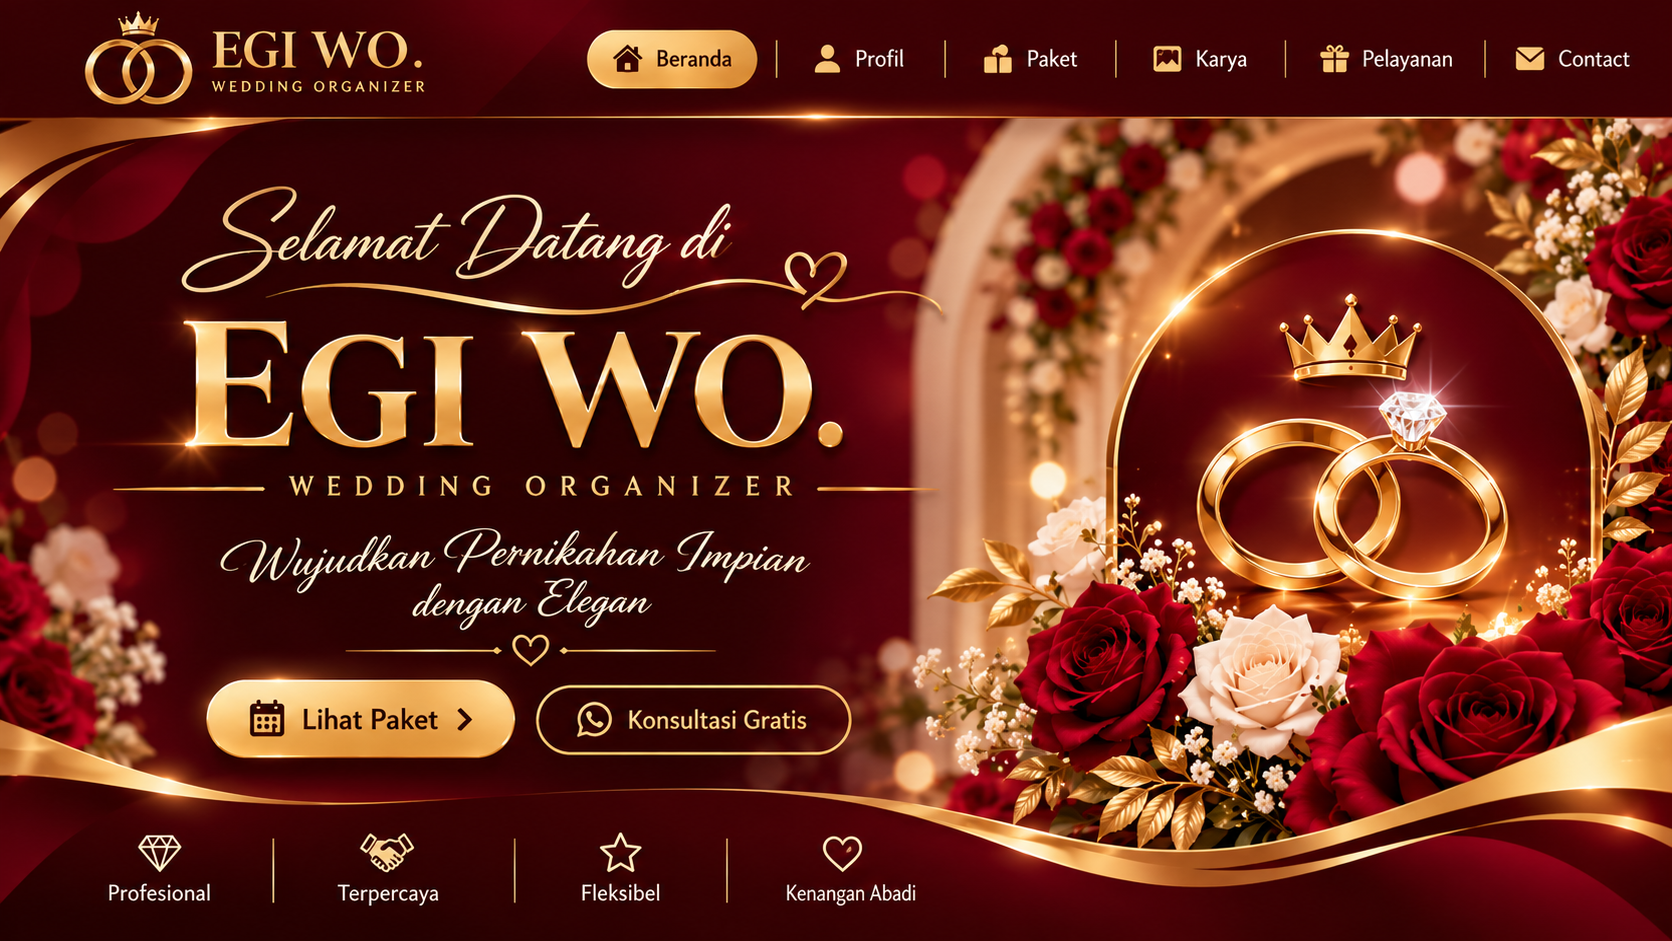 EGI WO.
WEDDING ORGANIZER
Beranda
Profil
Paket
Karya
Pelayanan
Contact
Selamat Datang di
EGI WO.
WEDDING ORGANIZER
Wujudkan Pernikahan Impian
dengan Elegan
Lihat Paket
Konsultasi Gratis
Profesional
Terpercaya
Fleksibel
Kenangan Abadi